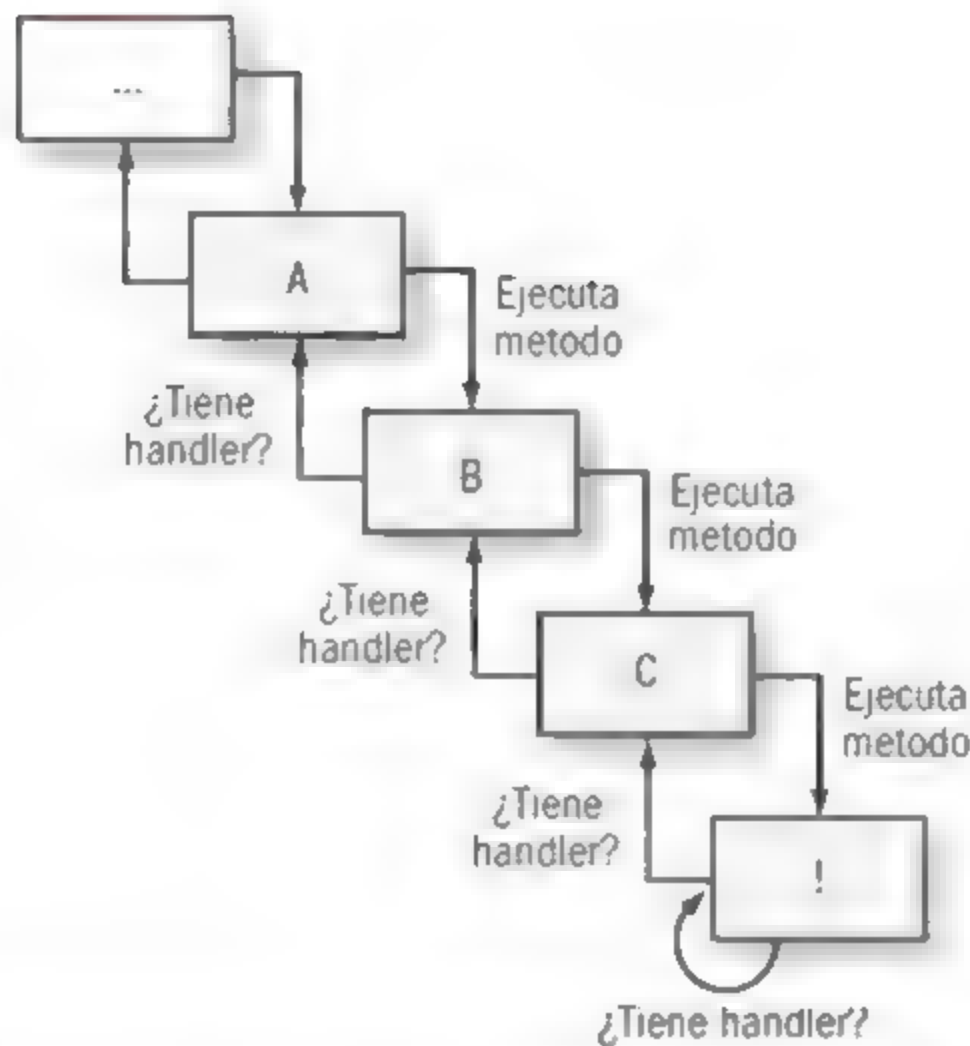 ...
A
Ejecuta
metodo
¿Tiene
handler?
B
Ejecuta
metodo
¿Tiene
handler?
C
Ejecuta
metodo
¿Tiene
handler?
!
¿Tiene handler?